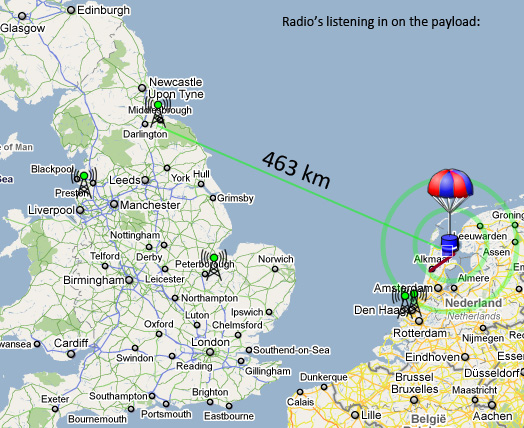 Radio's listening in on the payload:
Edinburgh
Glasgow
Newcastle
Upon Tyne
Middlesbrough
Darlington
463 km
e of Man
Blackpool
Preston
Leeds
York
Hull
Grimsby
Liverpool
Manchester
Groning
Leeuwarden
Assen
Alkmaar
Nottingham
Derby
Telford
Leicester
Peterborough
Norwich
Birmingham
Northampton
Amsterdam
Almere
Nederland
Netherlands
Den Haag
Rotterdam
Nijmegen
Ipswich
Luton
Chelmsford
Oxford
wansea
Cardiff
Swindon
London
Southend-on-Sea
Reading
Gillingham
Eindhoven
Essen
Düsseldorf
Dunkerque
Brussel
Bruxelles
Maastricht
Exeter
Southampton
Brighton
Bournemouth
Portsmouth
Eastbourne
Calais
Lille
België
Aachen